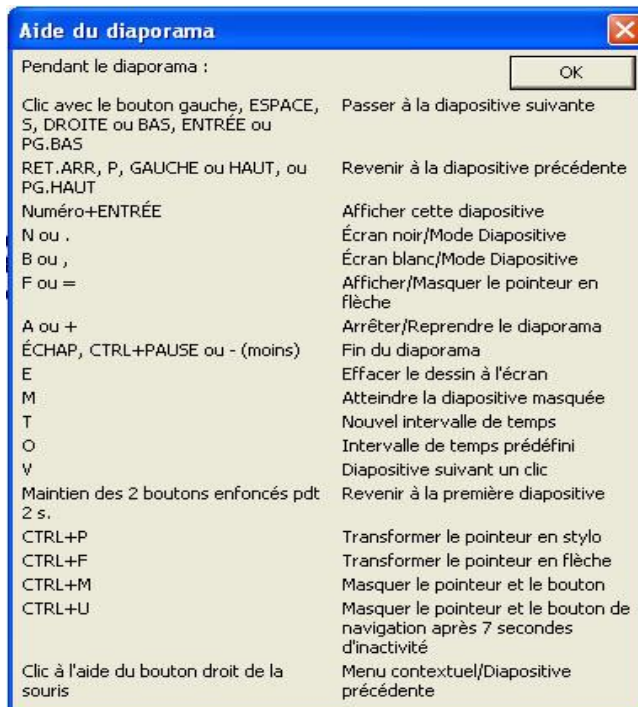 Aide du diaporama
Pendant le diaporama :
OK
Clic avec le bouton gauche, ESPACE,
S, DROITE ou BAS, ENTRÉE ou
PG.BAS
Passer à la diapositive suivante
RET.ARR, P, GAUCHE ou HAUT, ou
PG.HAUT
Revenir à la diapositive précédente
Numéro+ENTRÉE
Afficher cette diapositive
N ou .
Écran noir/Mode Diapositive
B ou ,
Écran blanc/Mode Diapositive
F ou =
Afficher/Masquer le pointeur en
flèche
A ou +
Arrêter/Reprendre le diaporama
ÉCHAP, CTRL+PAUSE ou - (moins)
Fin du diaporama
E
Effacer le dessin à l'écran
M
Atteindre la diapositive masquée
T
Nouvel intervalle de temps
O
Intervalle de temps prédéfini
V
Diapositive suivant un clic
Maintien des 2 boutons enfoncés pdt
2 s.
Revenir à la première diapositive
CTRL+P
Transformer le pointeur en stylo
CTRL+F
Transformer le pointeur en flèche
CTRL+M
Masquer le pointeur et le bouton
CTRL+U
Masquer le pointeur et le bouton de
navigation après 7 secondes
d'inactivité
Clic à l'aide du bouton droit de la
souris
Menu contextuel/Diapositive
précédente